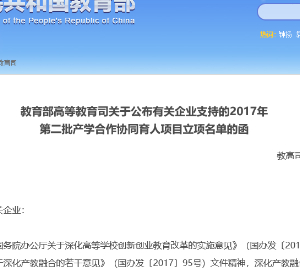 共和国教育部
of the People's Republic of China
热词:
教育部高等教育司关于公布有关企业支持的2017年
第二批产学合作协同育人项目立项名单的函
教高司
关企业：
国务院办公厅关于深化高等学校创新创业教育改革的实施意见》（国办发〔201
于深化产教融合的若干意见》（国办发〔2017〕95号）文件精神，深化产教融